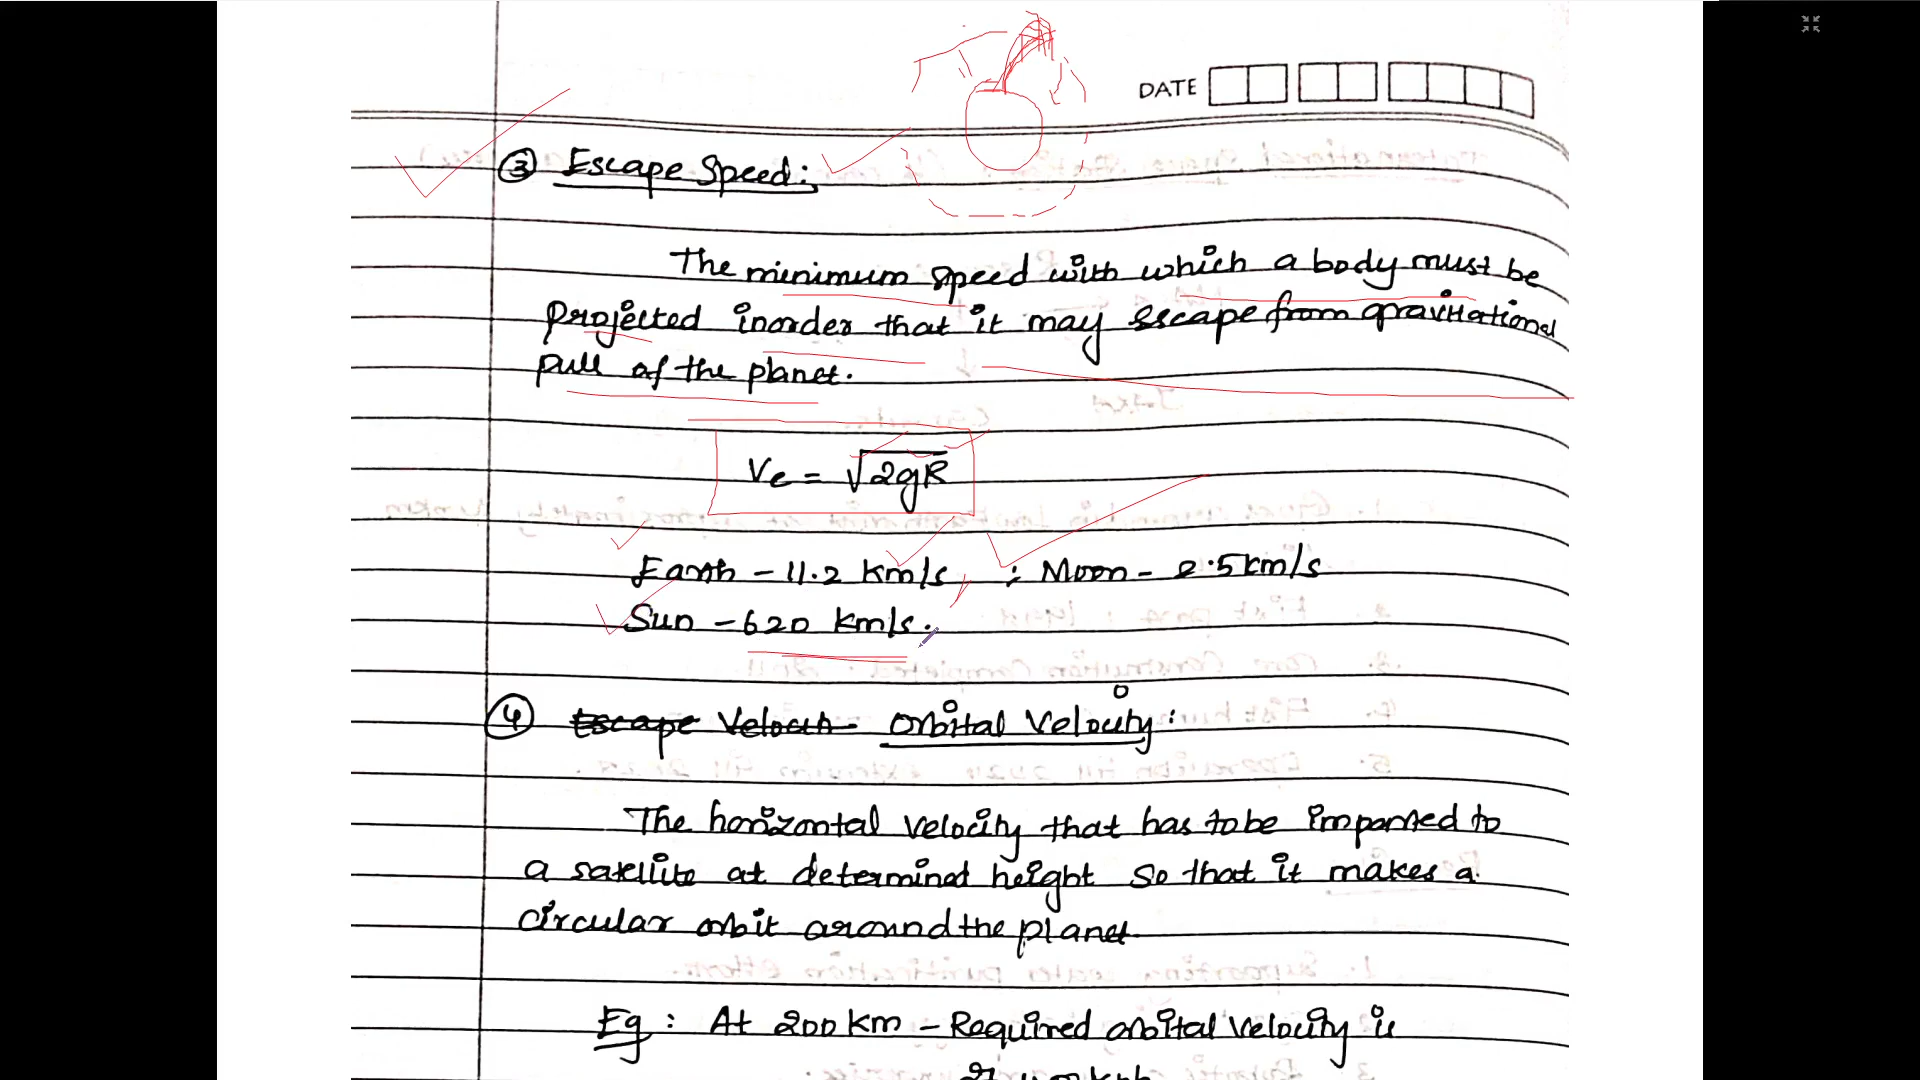 DATE
③ Escape Speed:
The minimum speed with which a body must be
projected inorder that it may escape from gravitational
pull of the planet.
Ve = √2gR
Earth - 11.2 km/s, : Moon - 2.5 km/s
Sun - 620 km/s.
④ Escape Velocity - Orbital Velocity:
The horizontal velocity that has to be imparted to
a satellite at determined height so that it makes a
circular orbit around the planet.
Eg : At 200 km - Required orbital velocity is